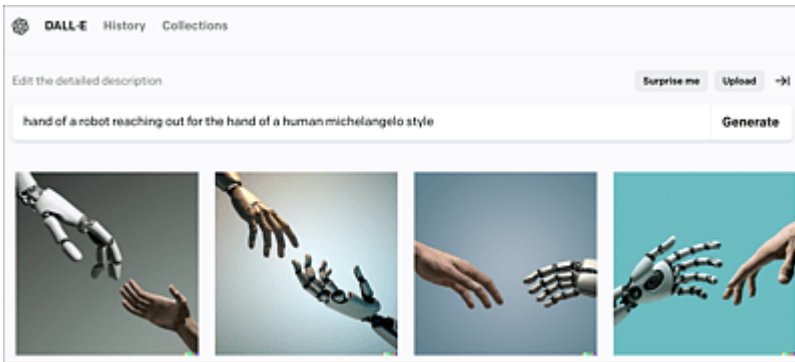 DALL·E History Collections
Edit the detailed description
Surprise me Upload
hand of a robot reaching out for the hand of a human michelangelo style
Generate